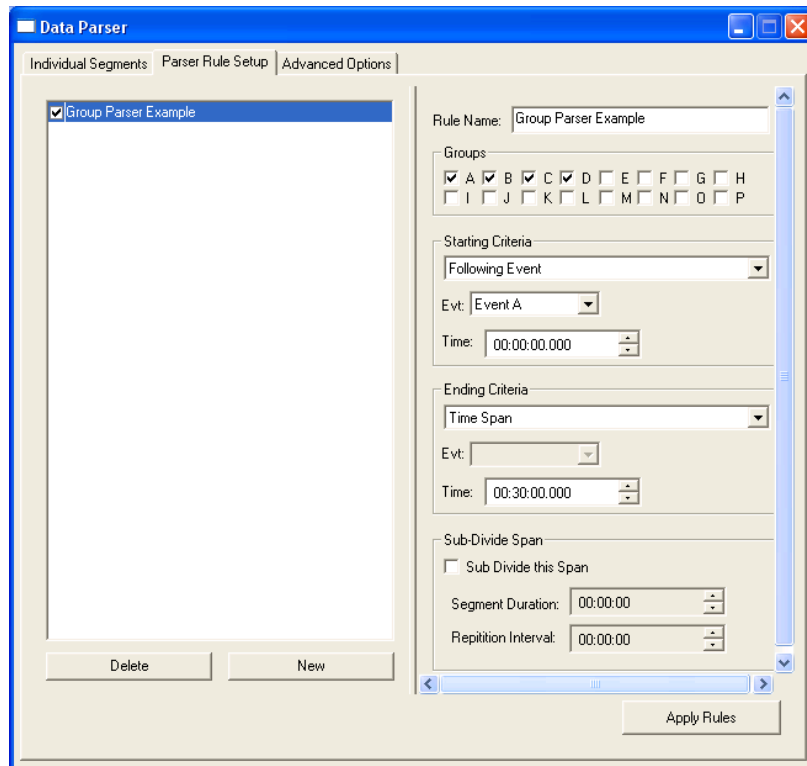 Data Parser
Individual Segments Parser Rule Setup Advanced Options
Group Parser Example
Rule Name: Group Parser Example
Groups
A B C D E F G H
I J K L M N O P
Starting Criteria
Following Event
Evt: Event A
Time: 00:00:00.000
Ending Criteria
Time Span
Evt:
Time: 00:30:00.000
Sub-Divide Span
Sub Divide this Span
Segment Duration: 00:00:00
Repitition Interval: 00:00:00
Delete New
Apply Rules